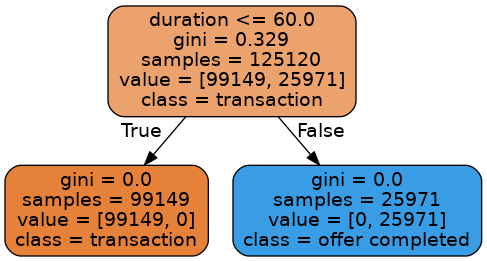 duration <= 60.0
gini = 0.329
samples = 125120
value = [99149, 25971]
class = transaction
True
False
gini = 0.0
samples = 99149
value = [99149, 0]
class = transaction
gini = 0.0
samples = 25971
value = [0, 25971]
class = offer completed